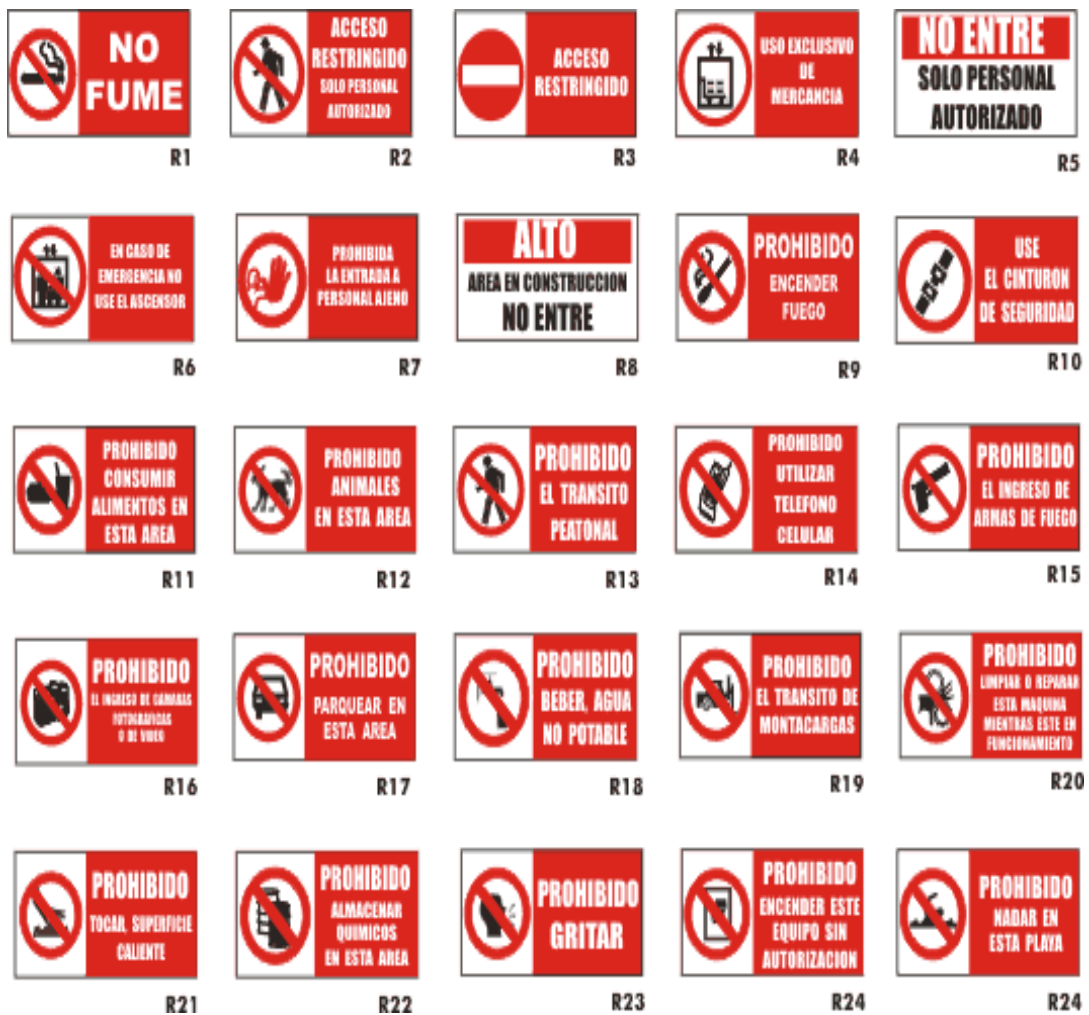 NO
FUME
R1
ACCESO
RESTRINGIDO
SOLO PERSONAL
AUTORIZADO
R2
ACCESO
RESTRINGIDO
R3
USO EXCLUSIVO
DE
MERCANCIA
R4
NO ENTRE
SOLO PERSONAL
AUTORIZADO
R5
EN CASO DE
EMERGENCIA NO
USE EL ASCENSOR
R6
PROHIBIDA
LA ENTRADA A
PERSONAL AJENO
R7
ALTO
AREA EN CONSTRUCCION
NO ENTRE
R8
PROHIBIDO
ENCENDER
FUEGO
R9
USE
EL CINTURON
DE SEGURIDAD
R10
PROHIBIDO
CONSUMIR
ALIMENTOS EN
ESTA AREA
R11
PROHIBIDO
ANIMALES
EN ESTA AREA
R12
PROHIBIDO
EL TRANSITO
PEATONAL
R13
PROHIBIDO
UTILIZAR
TELEFONO
CELULAR
R14
PROHIBIDO
EL INGRESO DE
ARMAS DE FUEGO
R15
PROHIBIDO
EL INGRESO DE CAMARAS
FOTOGRAFICAS
O DE VIDEO
R16
PROHIBIDO
PARQUEAR EN
ESTA AREA
R17
PROHIBIDO
BEBER, AGUA
NO POTABLE
R18
PROHIBIDO
EL TRANSITO DE
MONTACARGAS
R19
PROHIBIDO
LIMPIAR O REPARAR
ESTA MAQUINA
MIENTRAS ESTE EN
FUNCIONAMIENTO
R20
PROHIBIDO
TOCAR, SUPERFICIE
CALIENTE
R21
PROHIBIDO
ALMACENAR
QUIMICOS
EN ESTA AREA
R22
PROHIBIDO
GRITAR
R23
PROHIBIDO
ENCENDER ESTE
EQUIPO SIN
AUTORIZACION
R24
PROHIBIDO
NADAR EN
ESTA PLAYA
R24